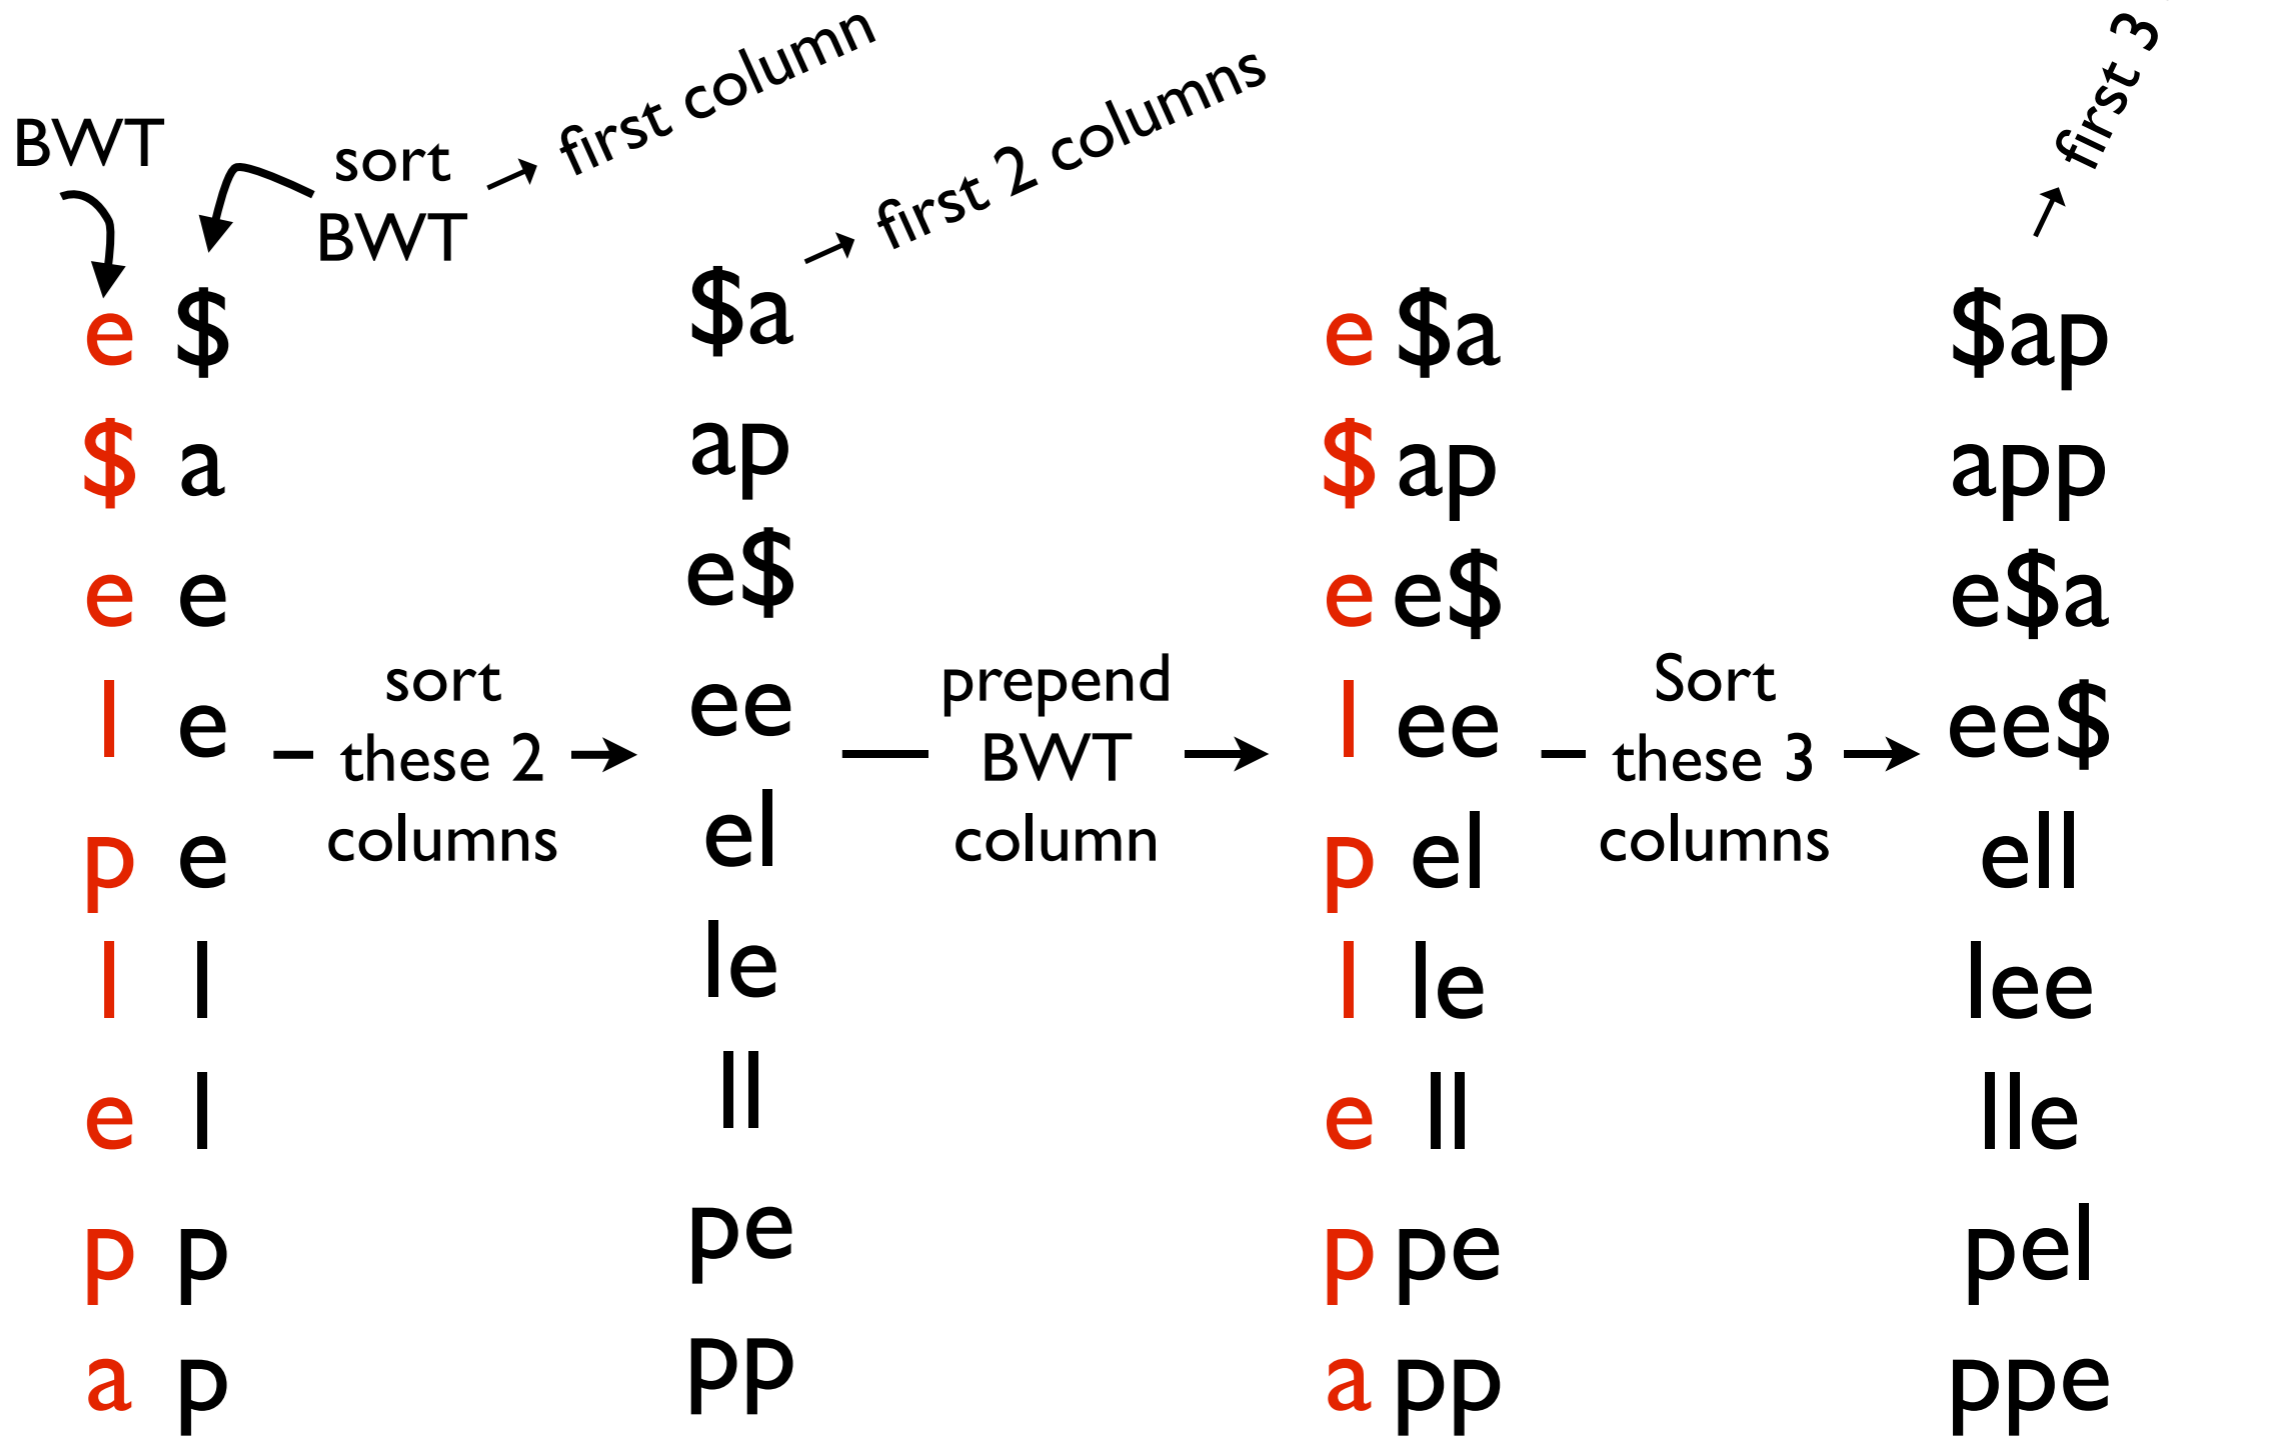 BWT
sort
BWT
→ first column
→ first 2 columns
→ first 3
e $
$ a
e e
l e
p e
l l
e l
p p
a p
sort
these 2
columns
$a
ap
e$
ee
el
le
ll
pe
pp
prepend
BWT
column
e $a
$ ap
e e$
l ee
p el
l le
e ll
p pe
a pp
Sort
these 3
columns
$ap
app
e$a
ee$
ell
lee
lle
pel
ppe